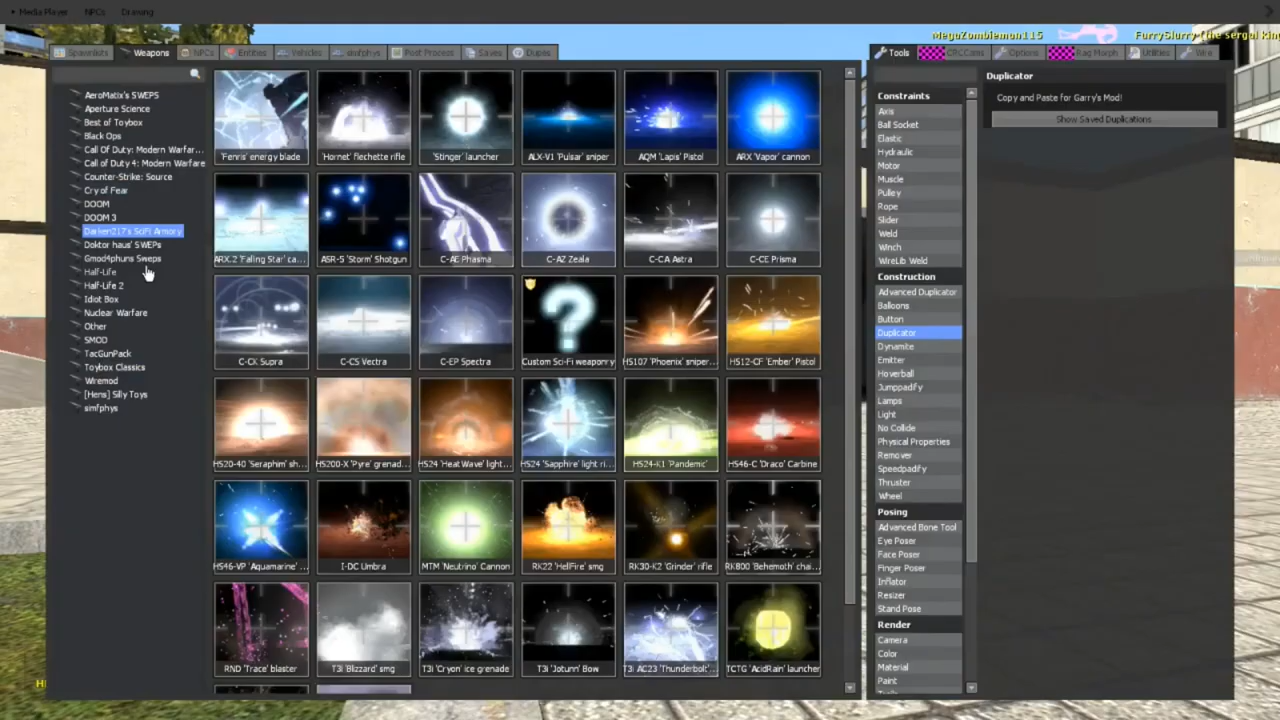 Media Player NPCs Drawing
MegaZombieman115 FurrySlurry (the sergal king
Spawnlists Weapons NPCs Entities Vehicles simfphys Post Process Saves Dupes
Tools CRCCams Options Rag Morph Utilities Wire
AeroMatix's SWEPS
Aperture Science
Best of Toybox
Black Ops
Call Of Duty: Modern Warfar...
Call of Duty 4: Modern Warfare
Counter-Strike: Source
Cry of Fear
DOOM
DOOM 3
Darken217's SciFi Armory
Doktor haus' SWEPs
Gmod4phuns Sweps
Half-Life
Half-Life 2
Idiot Box
Nuclear Warfare
Other
SMOD
TacGunPack
Toybox Classics
Wiremod
[Hens] Silly Toys
simfphys
'Fenris' energy blade 'Hornet' flechette rifle 'Stinger' launcher ALX-V1 'Pulsar' sniper AQM 'Lapis' Pistol ARX 'Vapor' cannon
ARX.2 'Falling Star' ca... ASR-5 'Storm' Shotgun C-AE Phasma C-AZ Zeala C-CA Astra C-CE Prisma
C-CK Supra C-CS Vectra C-EP Spectra Custom Sci-Fi weaponry HS107 'Phoenix' sniper... HS12-CF 'Ember' Pistol
HS20-40 'Seraphim' sh... HS200-X 'Pyre' grenad... HS24 'Heat Wave' light... HS24 'Sapphire' light ri... HS24-K1 'Pandemic' HS46-C 'Draco' Carbine
HS46-VP 'Aquamarine' ... I-DC Umbra MTM 'Neutrino' Cannon RK22 'HellFire' smg RK30-K2 'Grinder' rifle RK800 'Behemoth' chai...
RND 'Trace' blaster T3i 'Blizzard' smg T3i 'Cryon' ice grenade T3i 'Jotunn' Bow T3i AC23 'Thunderbolt'... TCTG 'AcidRain' launcher
Constraints
Axis
Ball Socket
Elastic
Hydraulic
Motor
Muscle
Pulley
Rope
Slider
Weld
Winch
WireLib Weld
Construction
Advanced Duplicator
Balloons
Button
Duplicator
Dynamite
Emitter
Hoverball
Jumppadify
Lamps
Light
No Collide
Physical Properties
Remover
Speedpadify
Thruster
Wheel
Posing
Advanced Bone Tool
Eye Poser
Face Poser
Finger Poser
Inflator
Resizer
Stand Pose
Render
Camera
Color
Material
Paint
Duplicator
Copy and Paste for Garry's Mod!
Show Saved Duplications